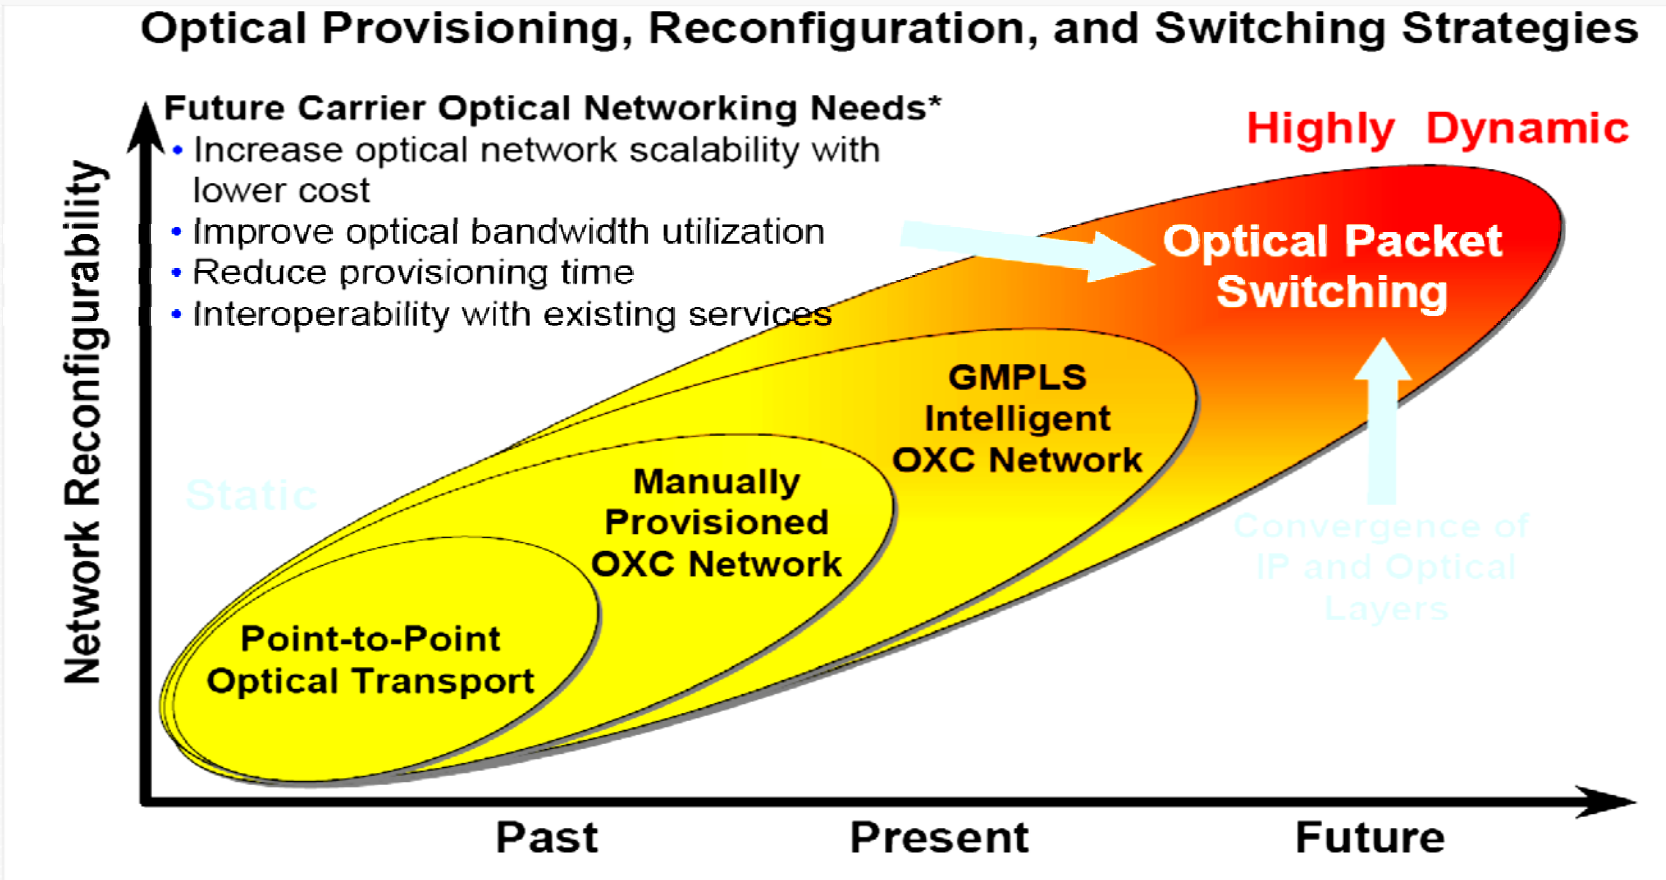 Optical Provisioning, Reconfiguration, and Switching Strategies
Future Carrier Optical Networking Needs*
• Increase optical network scalability with
lower cost
• Improve optical bandwidth utilization
• Reduce provisioning time
• Interoperability with existing services
Highly Dynamic
Optical Packet
Switching
GMPLS
Intelligent
OXC Network
Manually
Provisioned
OXC Network
Static
Convergence of
IP and Optical
Layers
Point-to-Point
Optical Transport
Network Reconfigurability
Past
Present
Future